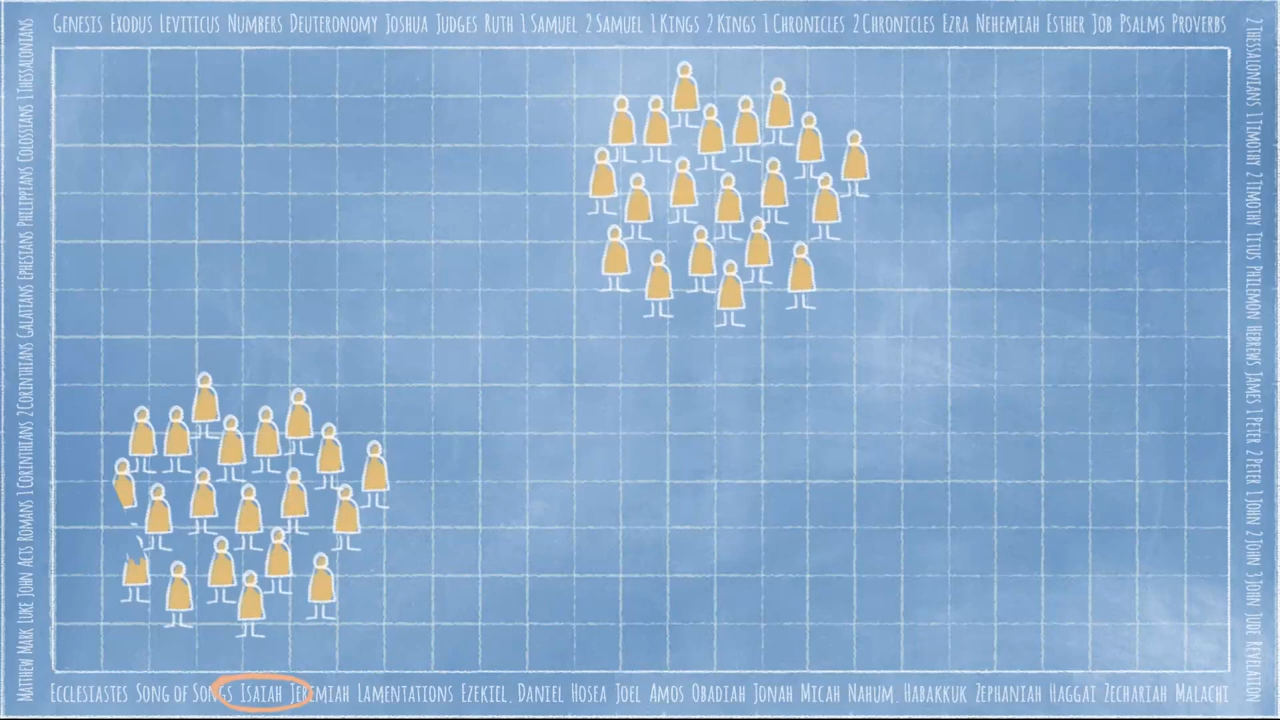 Genesis Exodus Levtticus Numbers Deuteronomy Joshua Judges Ruth 1 Samuel 2 Samuel 1 Kings 2 Kings 1 Chronicles 2 Chronicles Ezra Nehemiah Esther Job Psalms Proverbs
Matthew Mark Luke John Acts Romans 1 Corinthians 2 Corinthians Galatians Ephesians Philippians Colossians 1 Thessalonians
2 Thessalonians 1 Timothy 2 Timothy Titus Philemon Hebrews James 1 Peter 2 Peter 1 John 2 John 3 John Jude Revelation
Ecclesiastes Song of Songs Isaiah Jeremiah Lamentations Ezekiel. Daniel Hosea Joel Amos Obadiah Jonah Micah Nahum. Habakkuk Zephaniah Haggai Zechariah Malachi